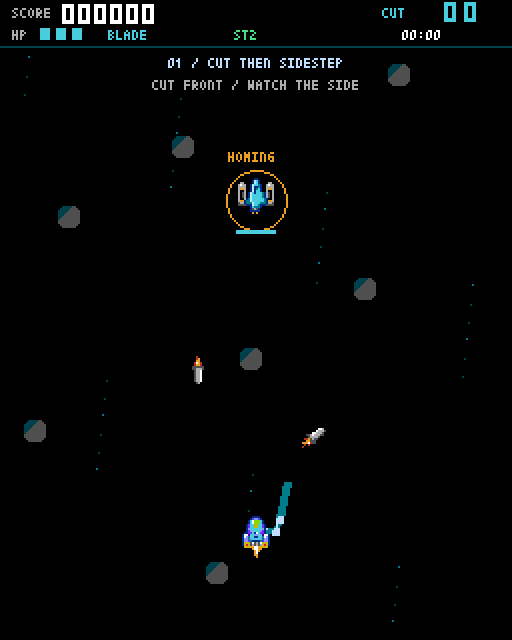 SCORE 000000 CUT 00
HP BLADE ST2 00:00
01 / CUT THEN SIDESTEP
CUT FRONT / WATCH THE SIDE
HOMING